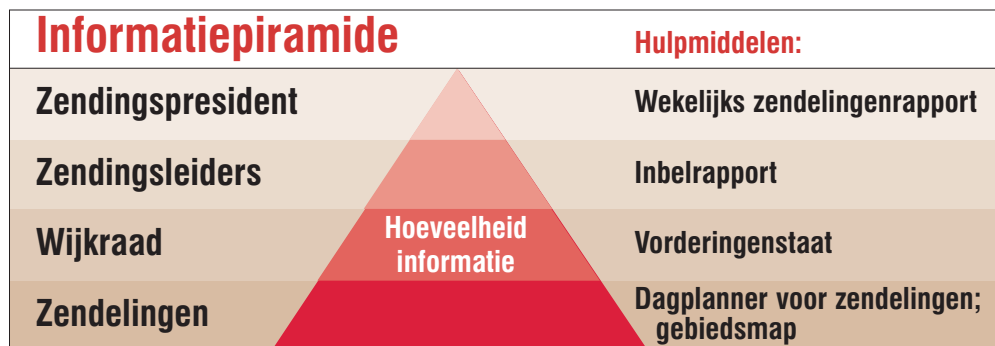 Informatiepiramide
Hulpmiddelen:
Zendingspresident
Wekelijks zendelingenrapport
Zendingsleiders
Inbelrapport
Wijkraad
Hoeveelheid
informatie
Vorderingenstaat
Zendelingen
Dagplanner voor zendelingen;
gebiedsmap